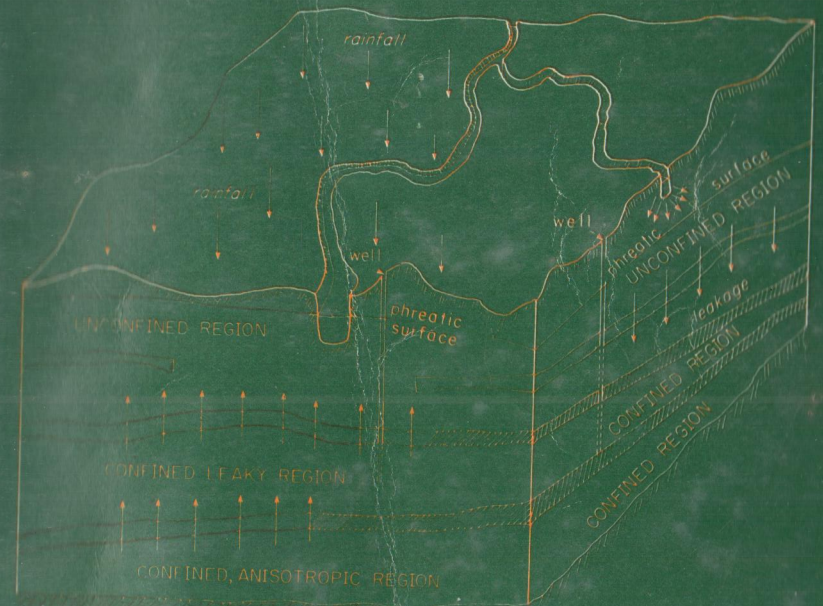 rainfall
rainfall
well
surface
phreatic
UNCONFINED REGION
well
phreatic
surface
UNCONFINED REGION
leakage
CONFINED REGION
CONFINED LEAKY REGION
CONFINED REGION
CONFINED, ANISOTROPIC REGION